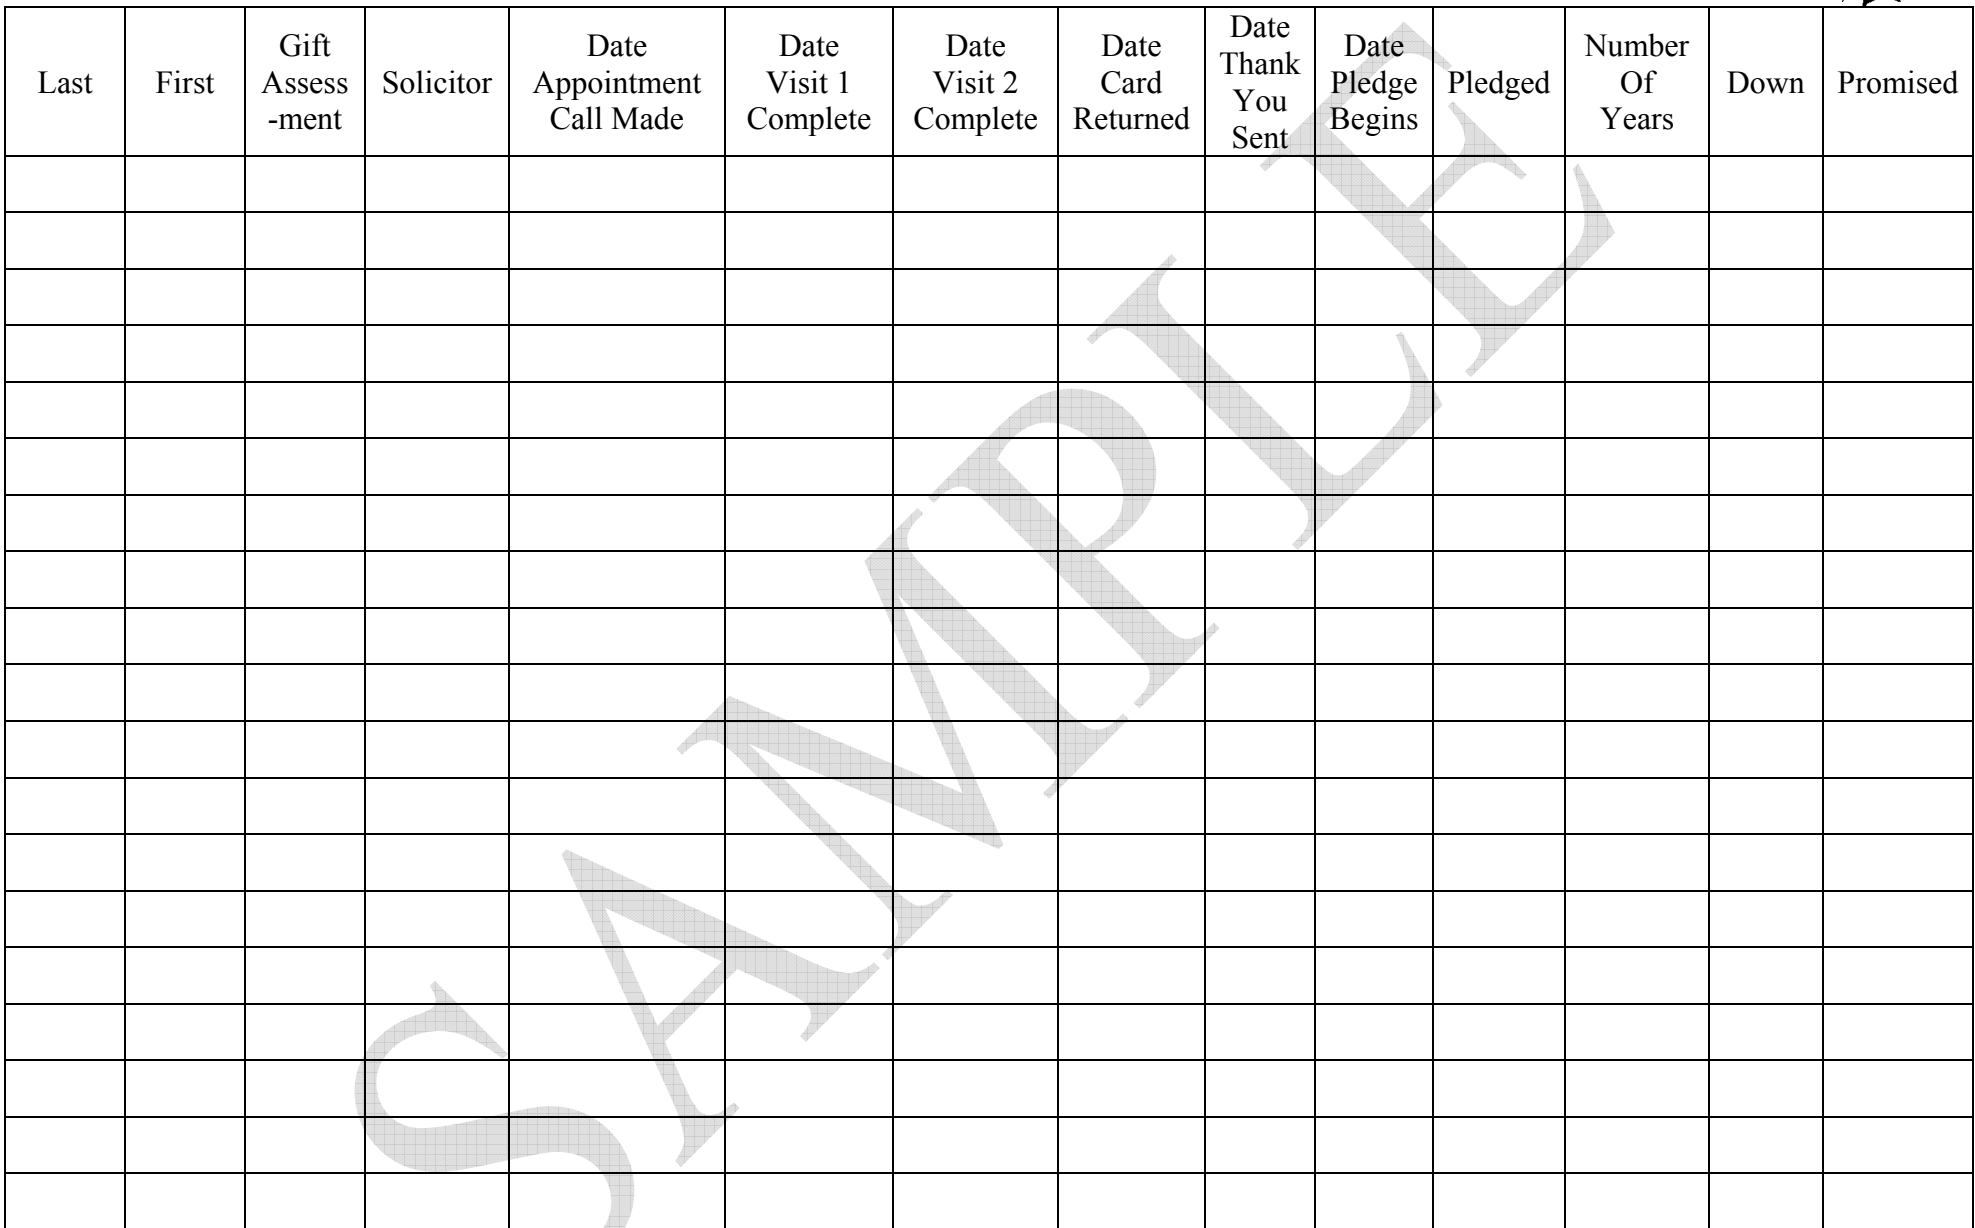 Last
First
Gift
Assess
-ment
Solicitor
Date
Appointment
Call Made
Date
Visit 1
Complete
Date
Visit 2
Complete
Date
Card
Returned
Date
Thank
You
Sent
Date
Pledge
Begins
Pledged
Number
Of
Years
Down
Promised
SAMPLE